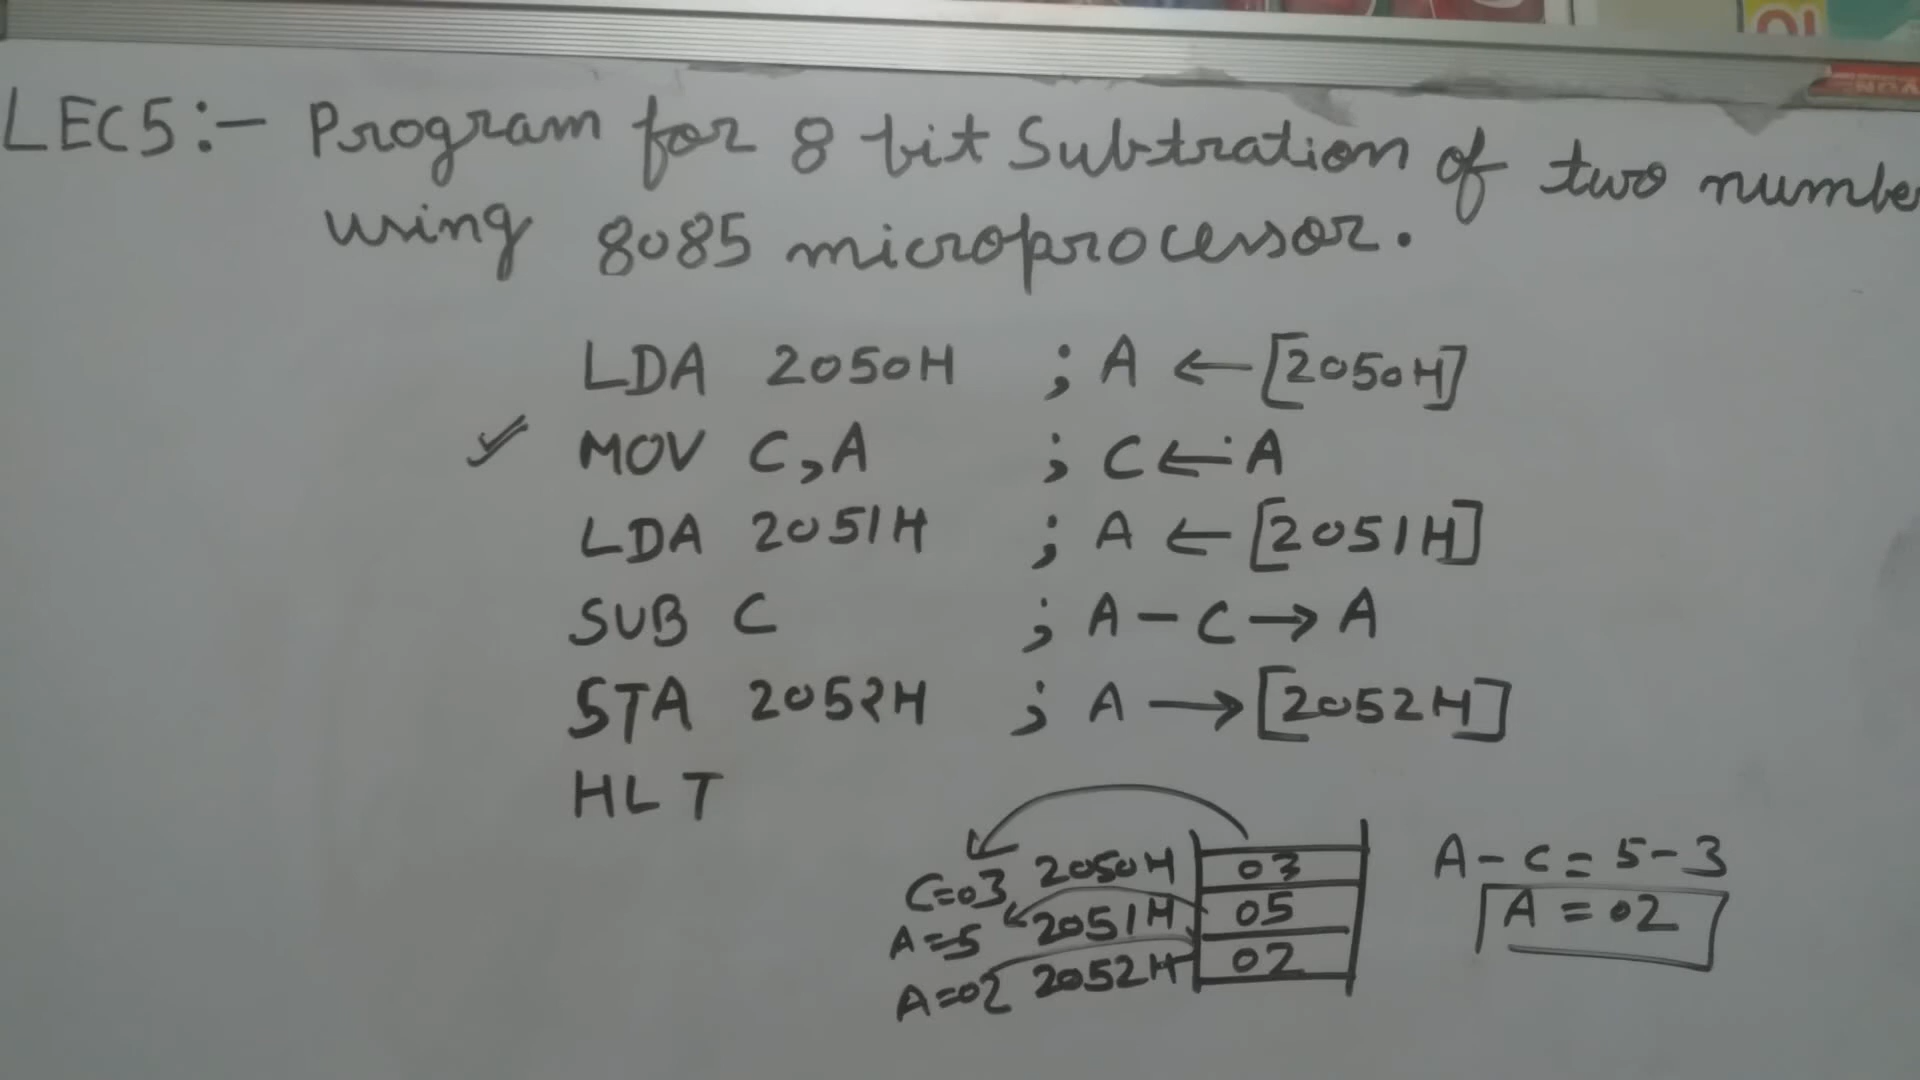 LEC5:- Program for 8 bit Subtration of two number
using 8085 microprocessor.
LDA 2050H ; A ← [2050H]
✓ MOV C,A ; C ← A
LDA 2051H ; A ← [2051H]
SUB C ; A - C → A
STA 2052H ; A → [2052H]
HLT
C=03 2050H 03
A=5 2051H 05
A=02 2052H 02
A - C = 5 - 3
A = 02